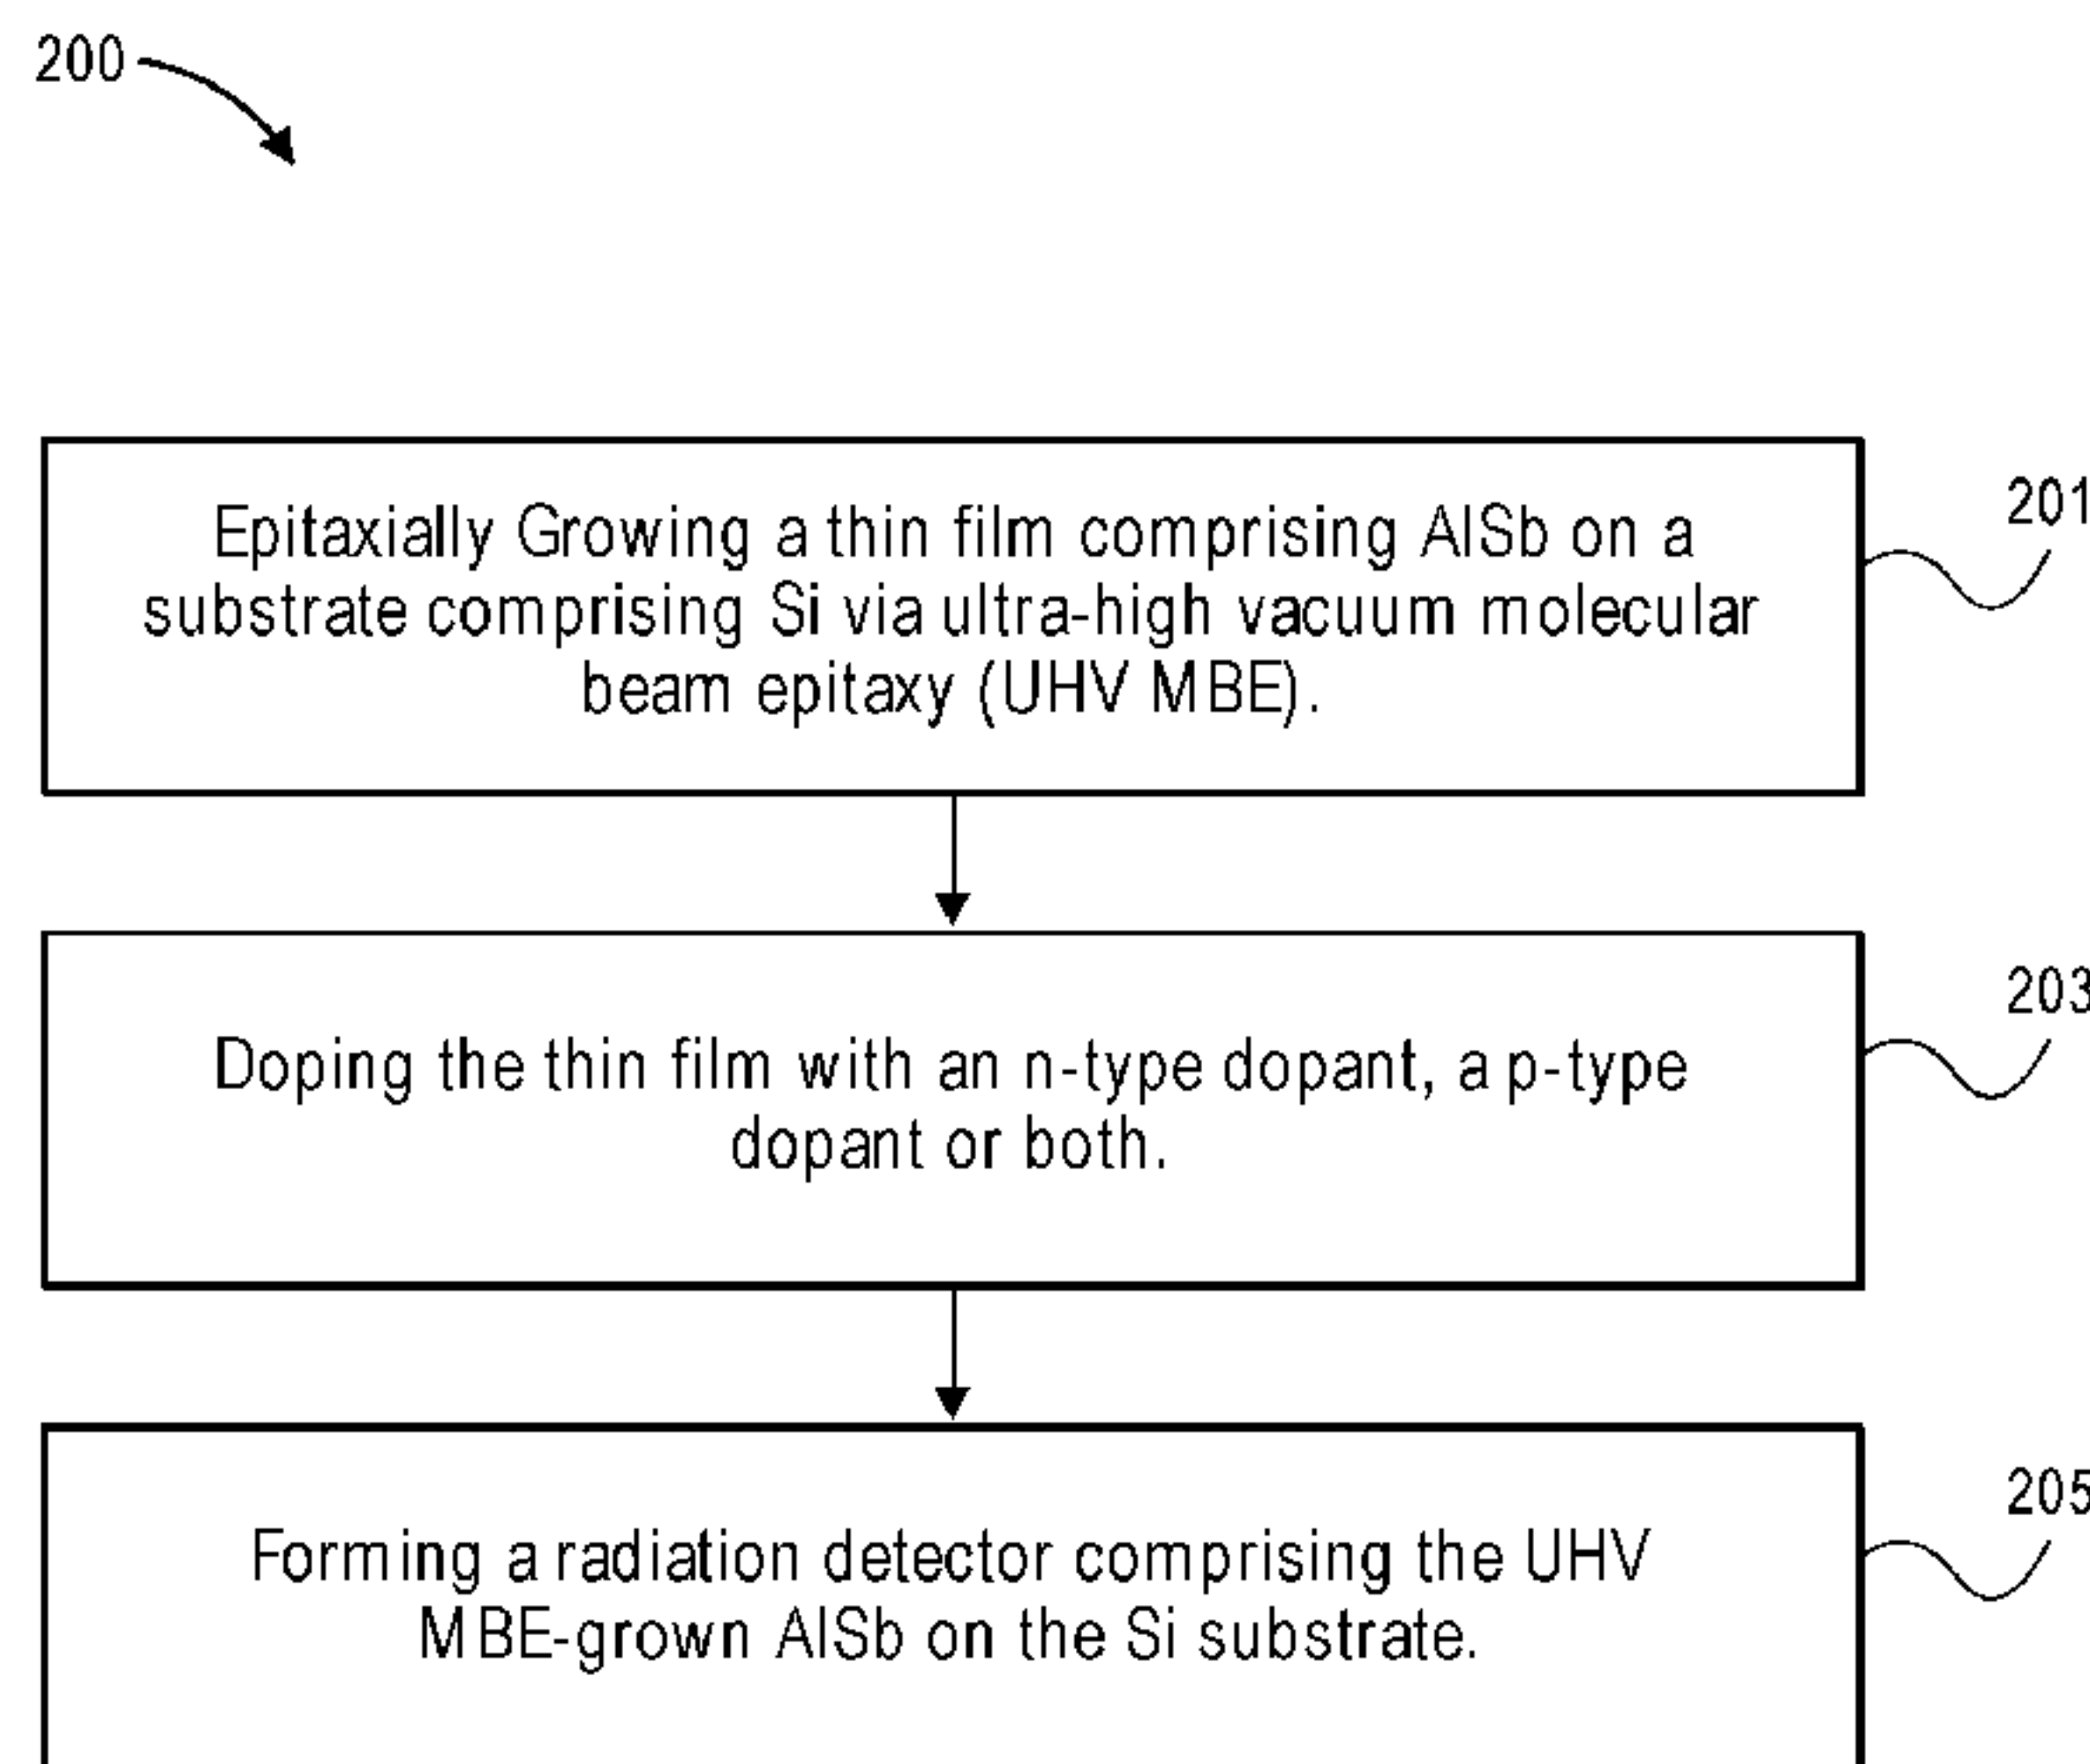 200
Epitaxially Growing a thin film comprising AlSb on a
substrate comprising Si via ultra-high vacuum molecular
beam epitaxy (UHV MBE).
201
Doping the thin film with an n-type dopant, a p-type
dopant or both.
203
Forming a radiation detector comprising the UHV
MBE-grown AlSb on the Si substrate.
205